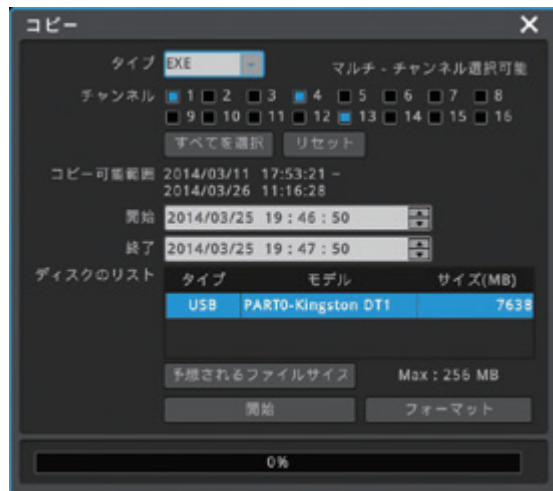 コピー
タイプ EXE マルチ - チャンネル選択可能
チャンネル 1 2 3 4 5 6 7 8
9 10 11 12 13 14 15 16
すべてを選択 リセット
コピー可能範囲 2014/03/11 17:53:21 –
2014/03/26 11:16:28
開始 2014/03/25 19 : 46 : 50
終了 2014/03/25 19 : 47 : 50
ディスクのリスト タイプ モデル サイズ(MB)
USB PART0-Kingston DT1 7638
予想されるファイルサイズ Max : 256 MB
開始 フォーマット
0%